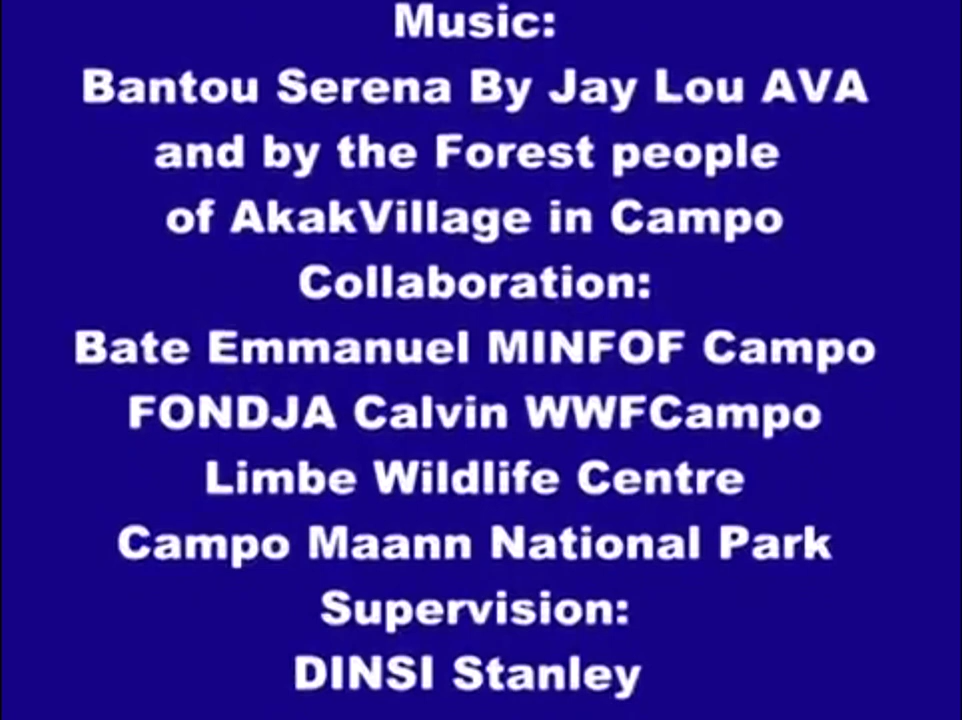 Music:
Bantou Serena By Jay Lou AVA
and by the Forest people
of AkakVillage in Campo
Collaboration:
Bate Emmanuel MINFOF Campo
FONDJA Calvin WWFCampo
Limbe Wildlife Centre
Campo Maann National Park
Supervision:
DINSI Stanley